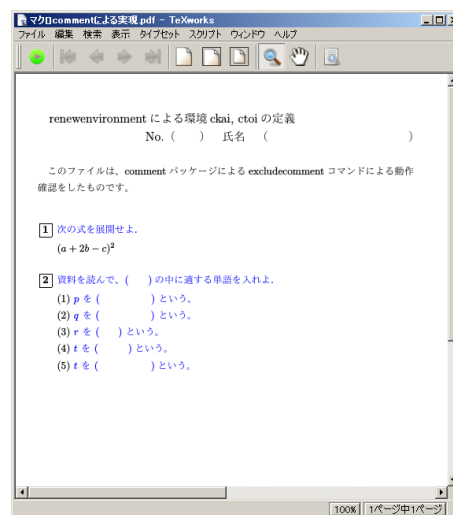 マクロcommentによる実現.pdf - TeXworks
ファイル 編集 検索 表示 タイプセット スクリプト ウィンドウ ヘルプ
renewenvironment による環境 ckai, ctoi の定義
No. (　　) 氏名 (　　　　　　　　　　)
このファイルは、comment パッケージによる excludecomment コマンドによる動作
確認をしたものです。
1 次の式を展開せよ.
(a + 2b − c)²
2 資料を読んで、(　　) の中に適する単語を入れよ.
(1) p を (　　　　) という。
(2) q を (　　　　) という。
(3) r を (　　) という。
(4) t を (　　　) という。
(5) t を (　　　　) という。
100% 1ページ中1ページ